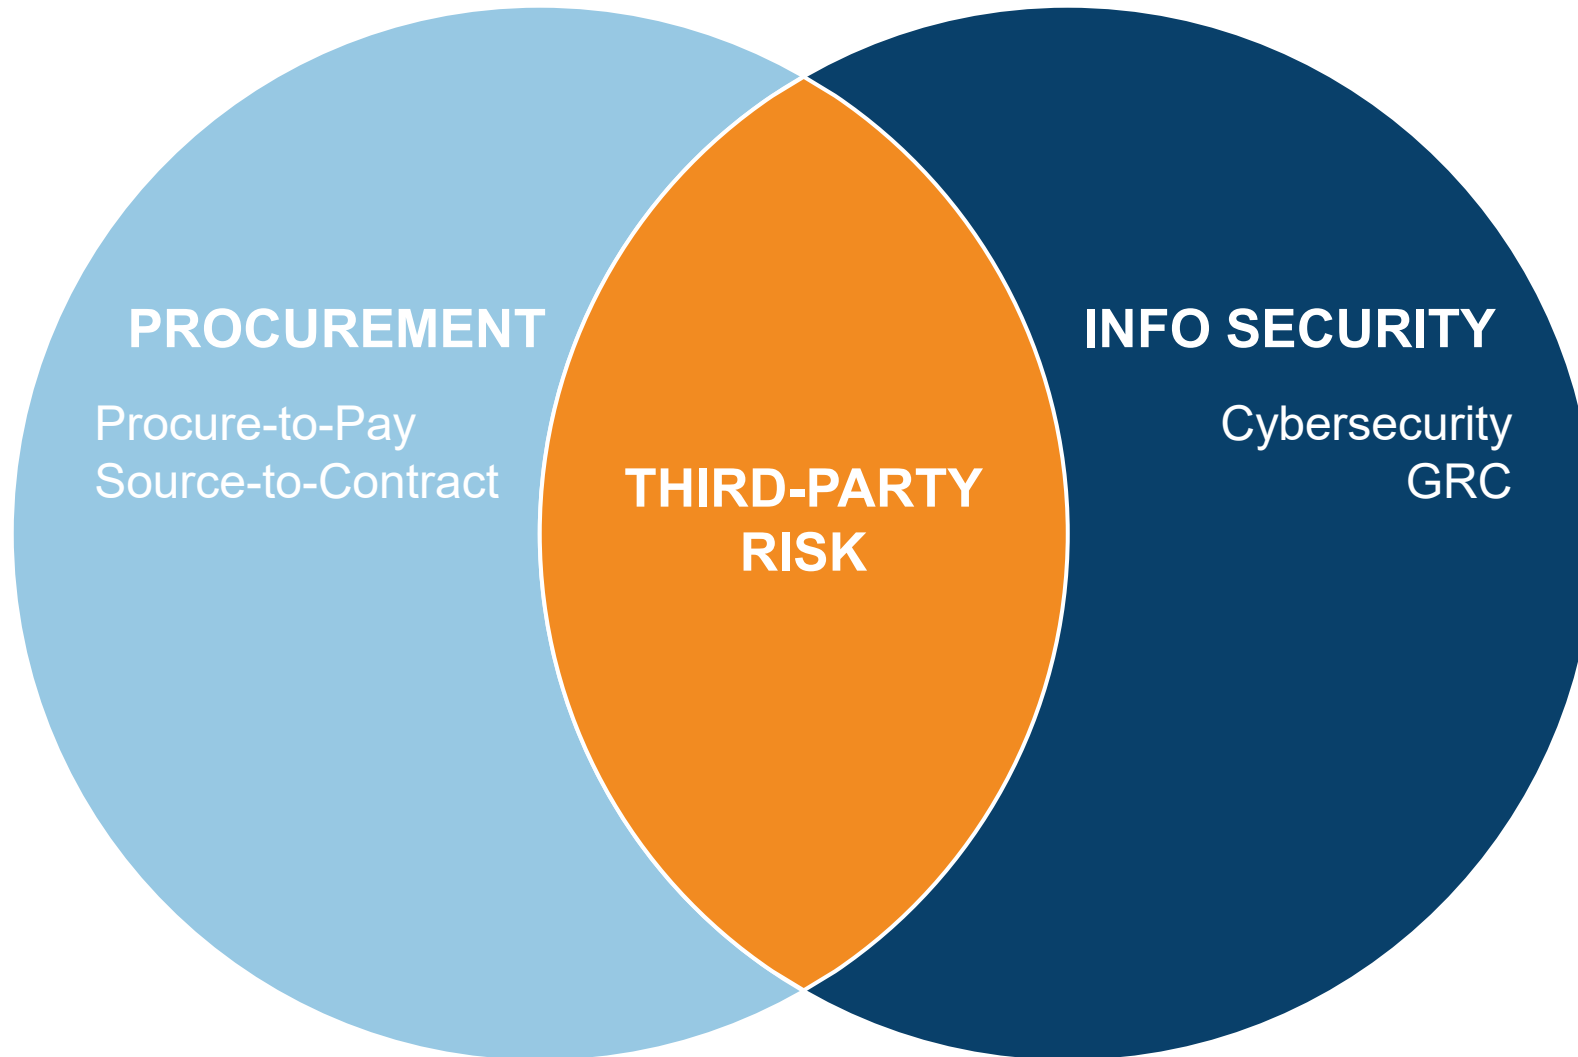 PROCUREMENT
Procure-to-Pay
Source-to-Contract
THIRD-PARTY
RISK
INFO SECURITY
Cybersecurity
GRC